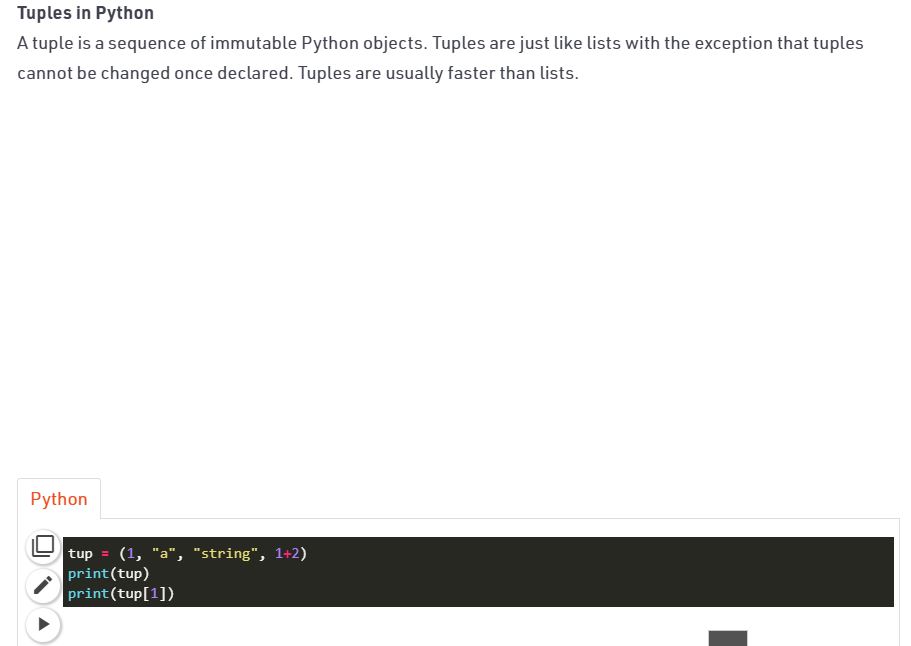 Tuples in Python
A tuple is a sequence of immutable Python objects. Tuples are just like lists with the exception that tuples
cannot be changed once declared. Tuples are usually faster than lists.
Python
tup = (1, "a", "string", 1+2)
print(tup)
print(tup[1])